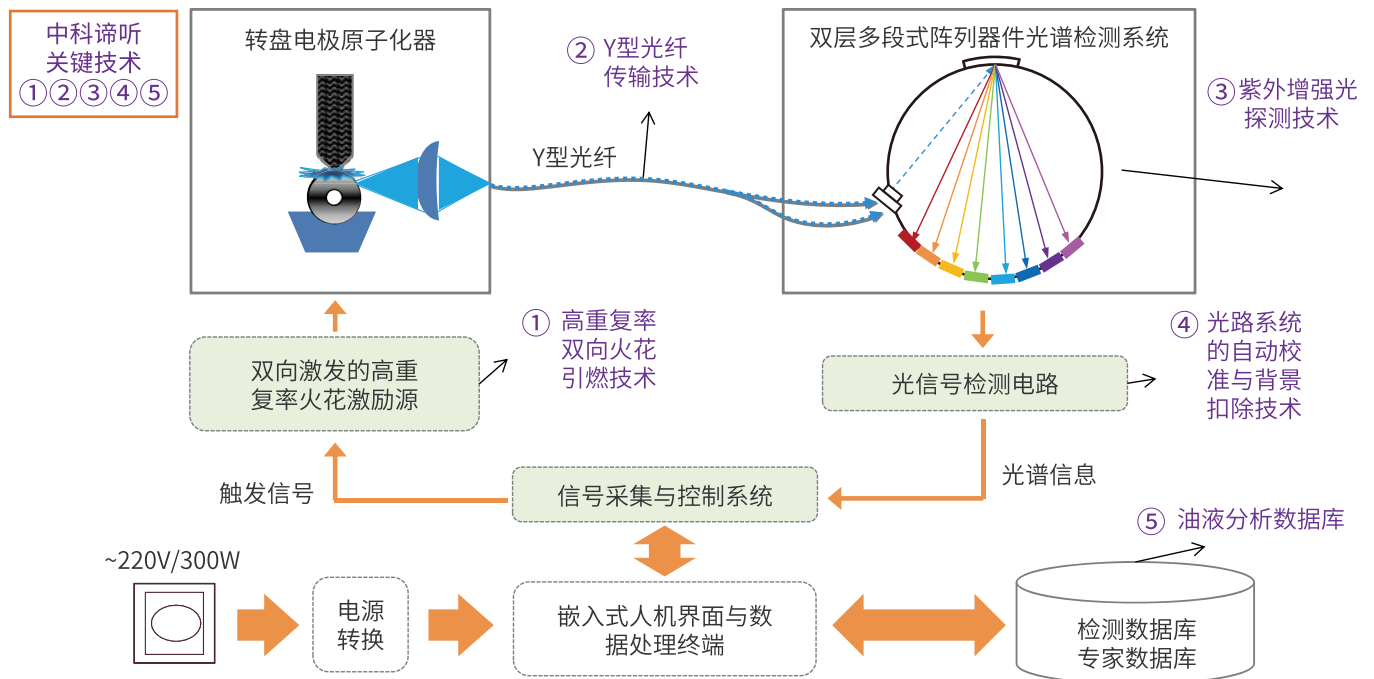 中科谛听
关键技术
①②③④⑤
转盘电极原子化器
② Y型光纤
传输技术
双层多段式阵列器件光谱检测系统
③紫外增强光
探测技术
Y型光纤
① 高重复率
双向火花
引燃技术
双向激发的高重
复率火花激励源
④ 光路系统
的自动校
准与背景
扣除技术
光信号检测电路
触发信号
信号采集与控制系统
光谱信息
⑤ 油液分析数据库
~220V/300W
电源
转换
嵌入式人机界面与数
据处理终端
检测数据库
专家数据库